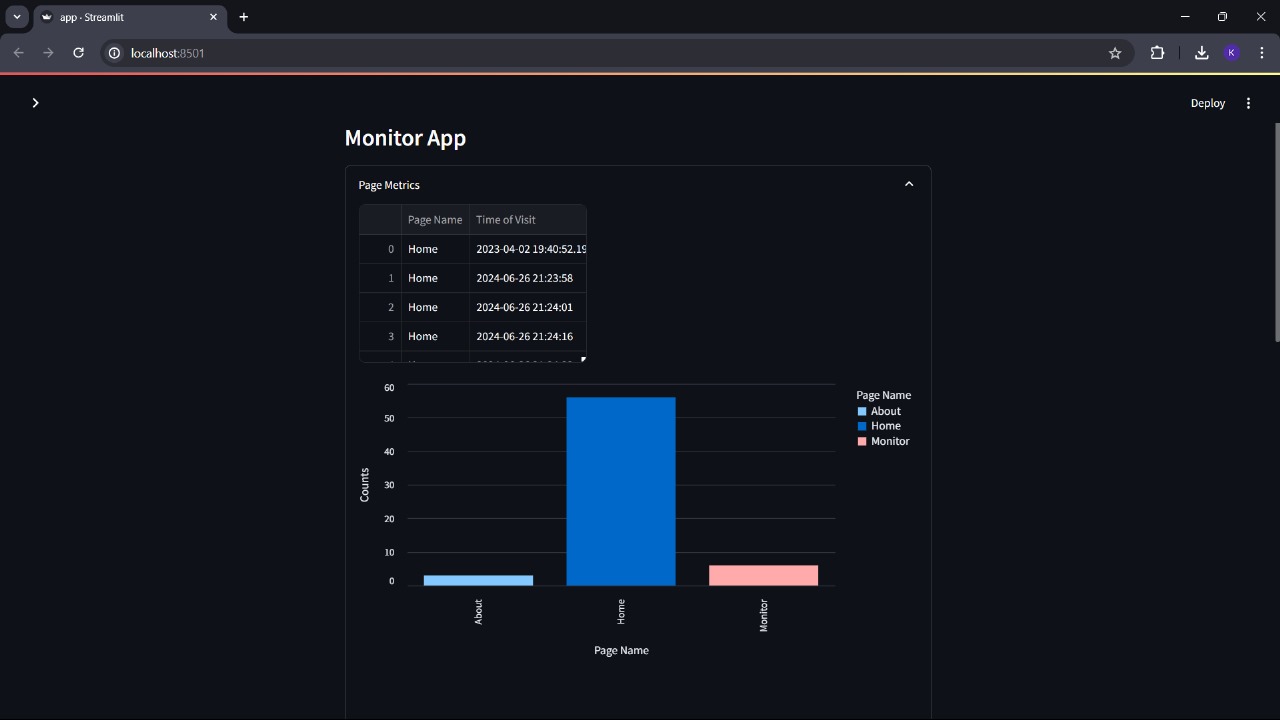 app · Streamlit
localhost:8501
K
Deploy
Monitor App
Page Metrics
Page Name Time of Visit
0 Home 2023-04-02 19:40:52.19
1 Home 2024-06-26 21:23:58
2 Home 2024-06-26 21:24:01
3 Home 2024-06-26 21:24:16
60
50
40
30
20
10
0
Counts
About
Home
Monitor
Page Name
Page Name
About
Home
Monitor